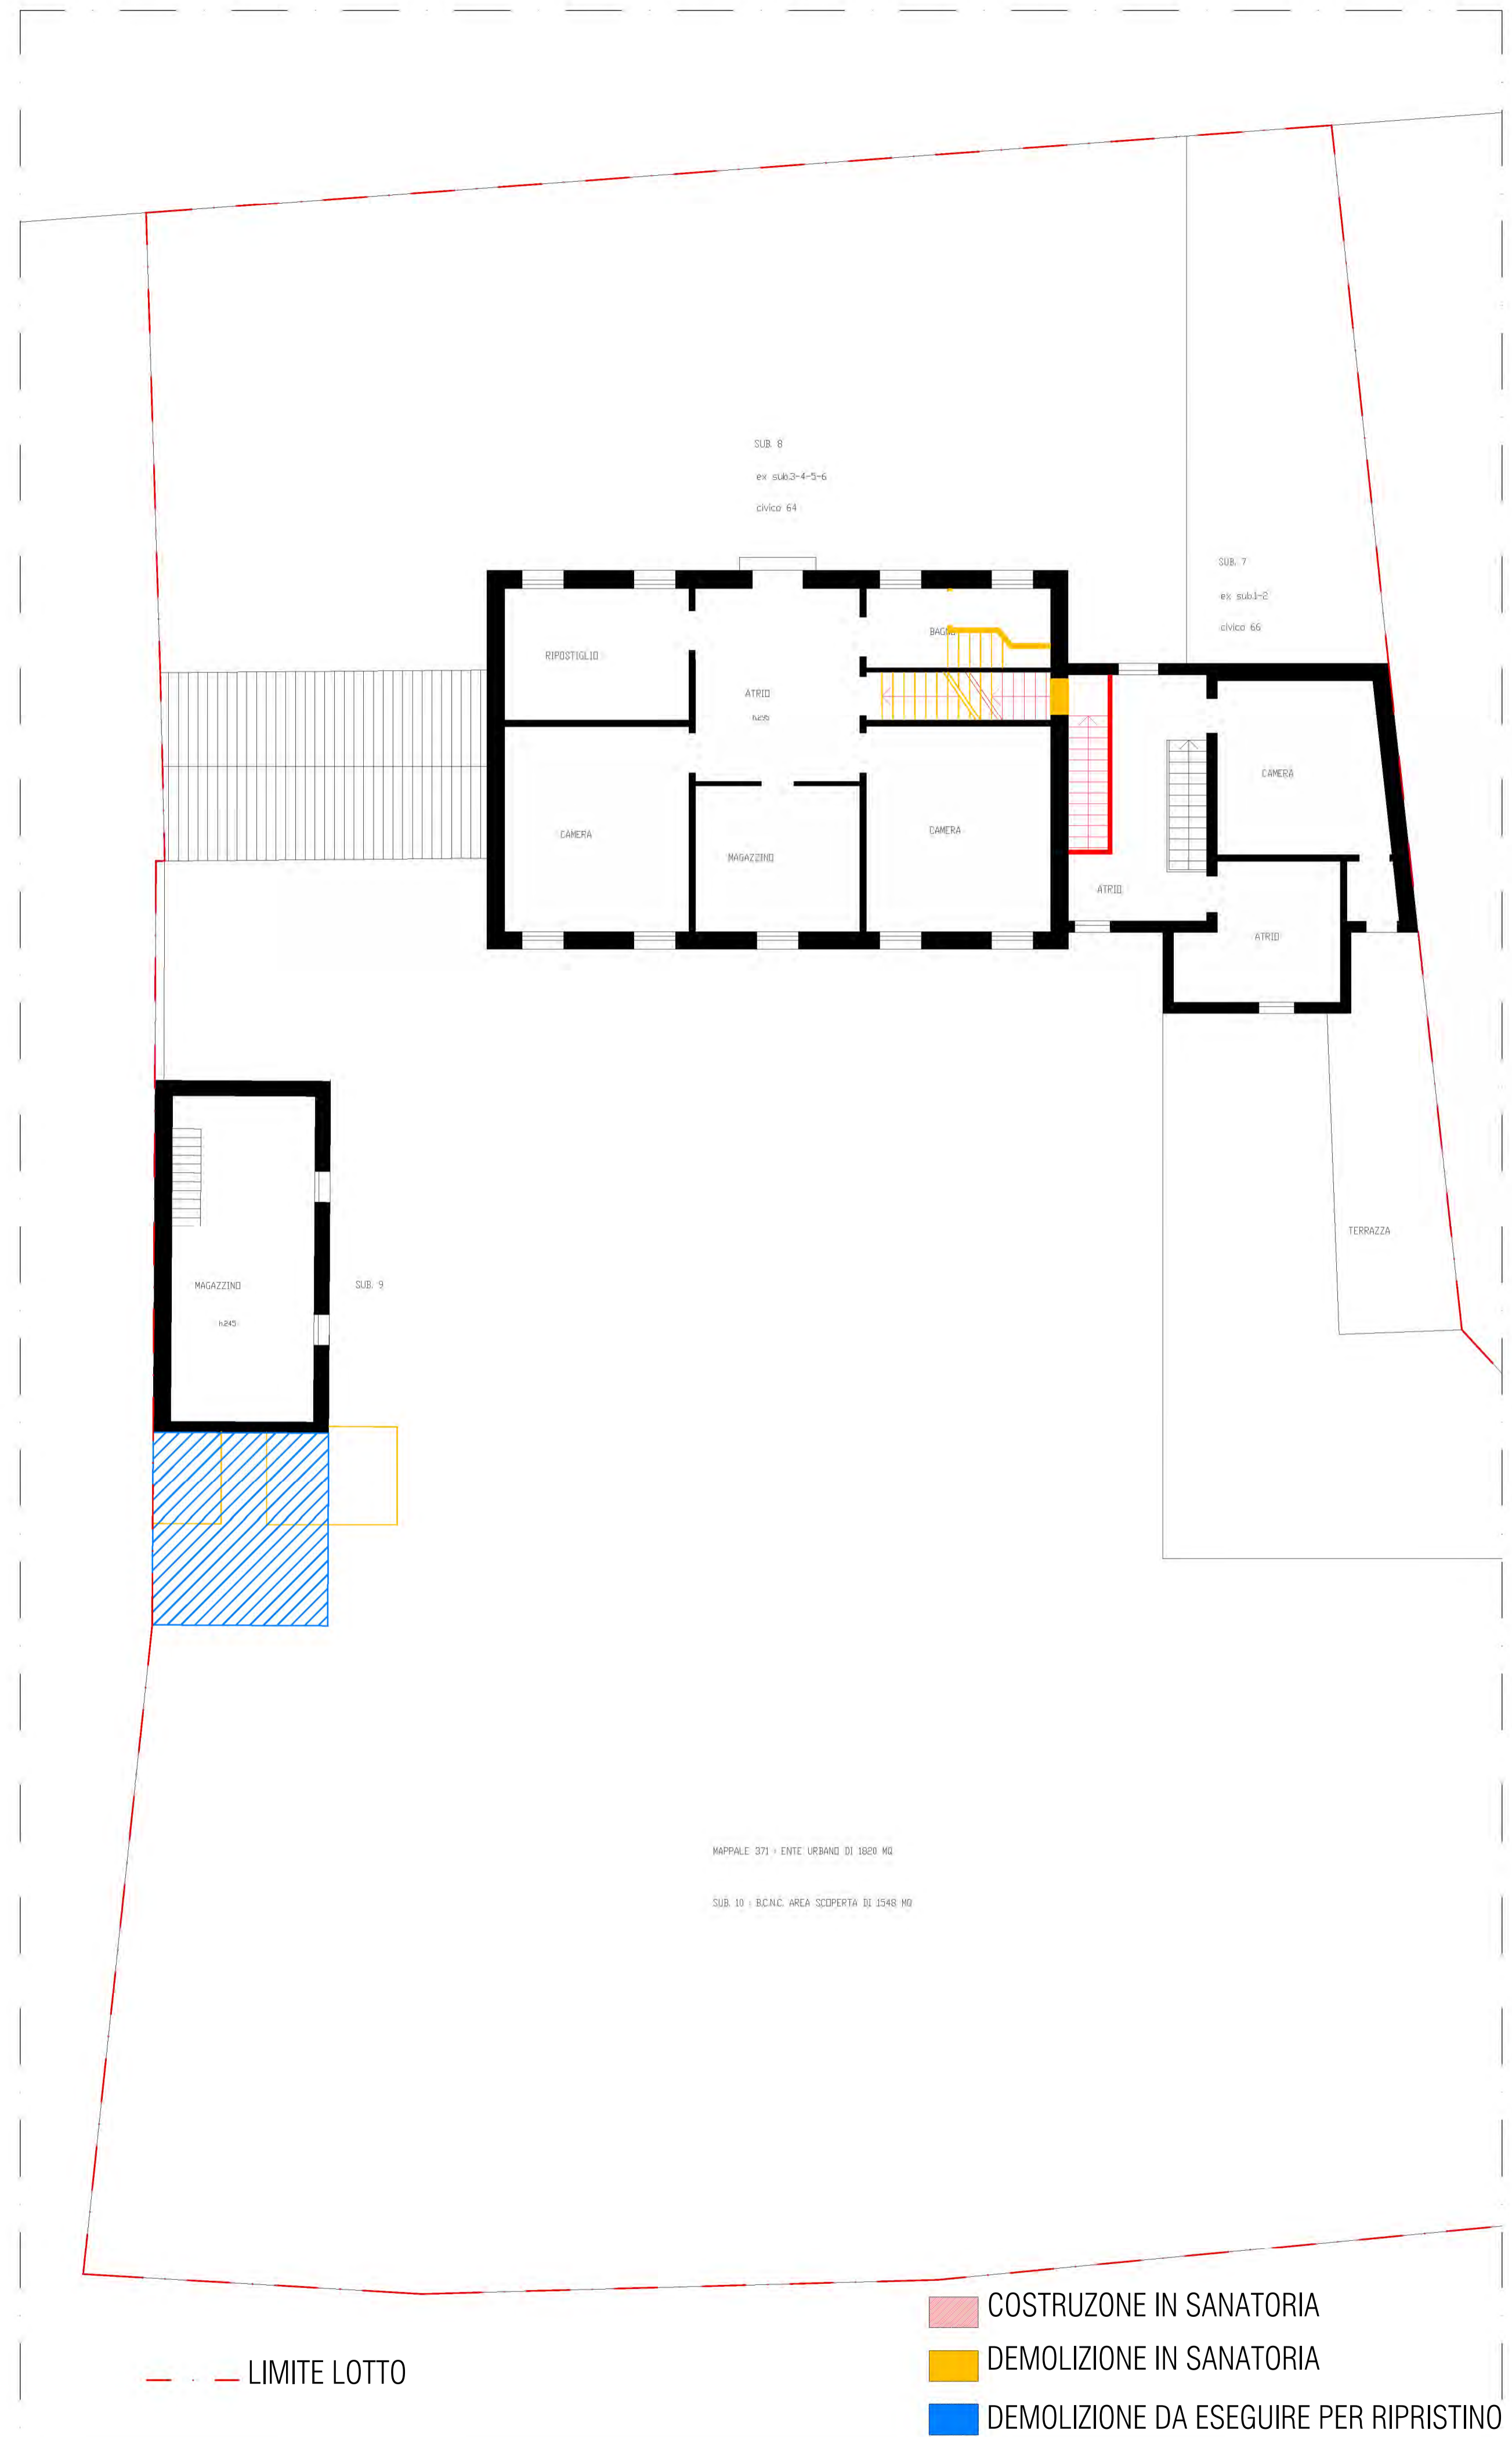 SUB. 8
ex sub.3-4-5-6
civico 64
SUB. 7
ex sub.1-2
civico 66
BAGNO
RIPOSTIGLIO
ATRIO
CAMERA
CAMERA
CAMERA
MAGAZZINO
ATRIO
ATRIO
TERRAZZA
MAGAZZINO
SUB. 9
h.245
MAPPALE 371 : ENTE URBANO DI 1820 MQ
SUB. 10 : B.C.N.C. AREA SCOPERTA DI 1548 MQ
COSTRUZONE IN SANATORIA
DEMOLIZIONE IN SANATORIA
LIMITE LOTTO
DEMOLIZIONE DA ESEGUIRE PER RIPRISTINO